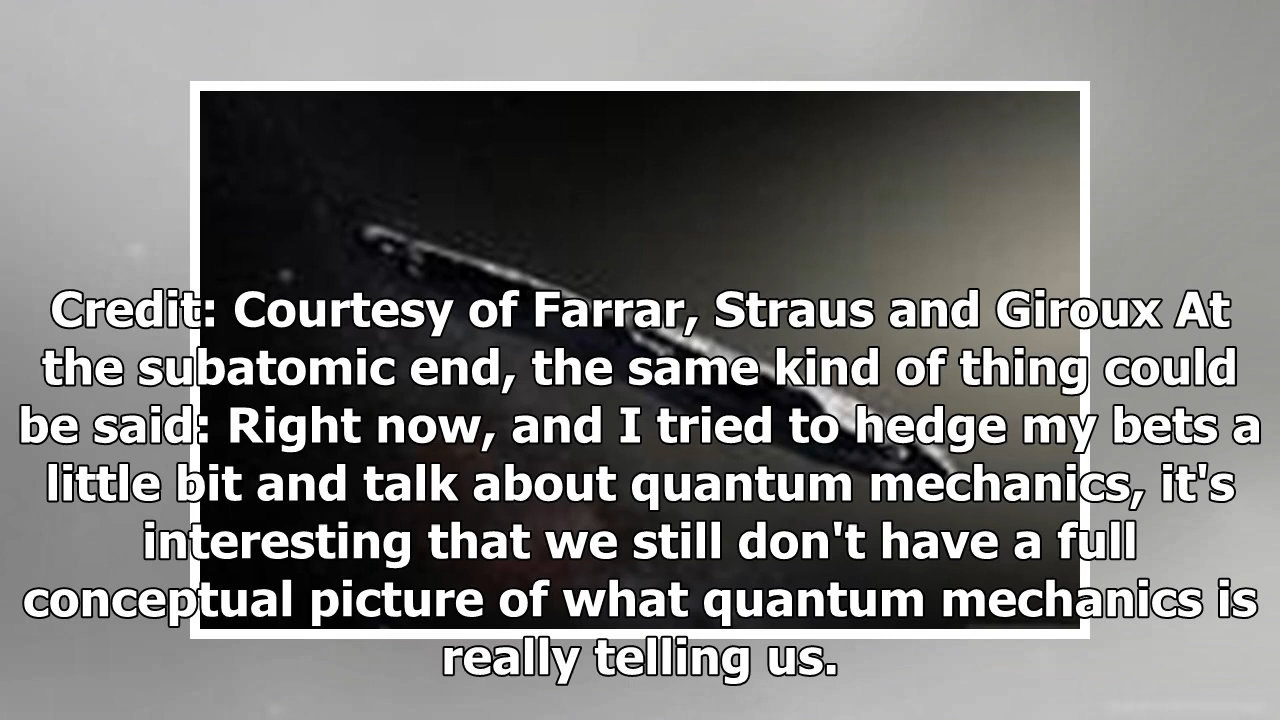 Credit: Courtesy of Farrar, Straus and Giroux At
the subatomic end, the same kind of thing could
be said: Right now, and I tried to hedge my bets a
little bit and talk about quantum mechanics, it's
interesting that we still don't have a full
conceptual picture of what quantum mechanics is
really telling us.